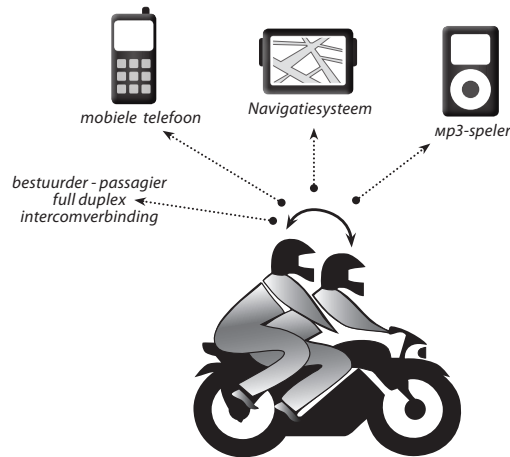 mobiele telefoon
Navigatiesysteem
мp3-speler
bestuurder - passagier
full duplex
intercomverbinding